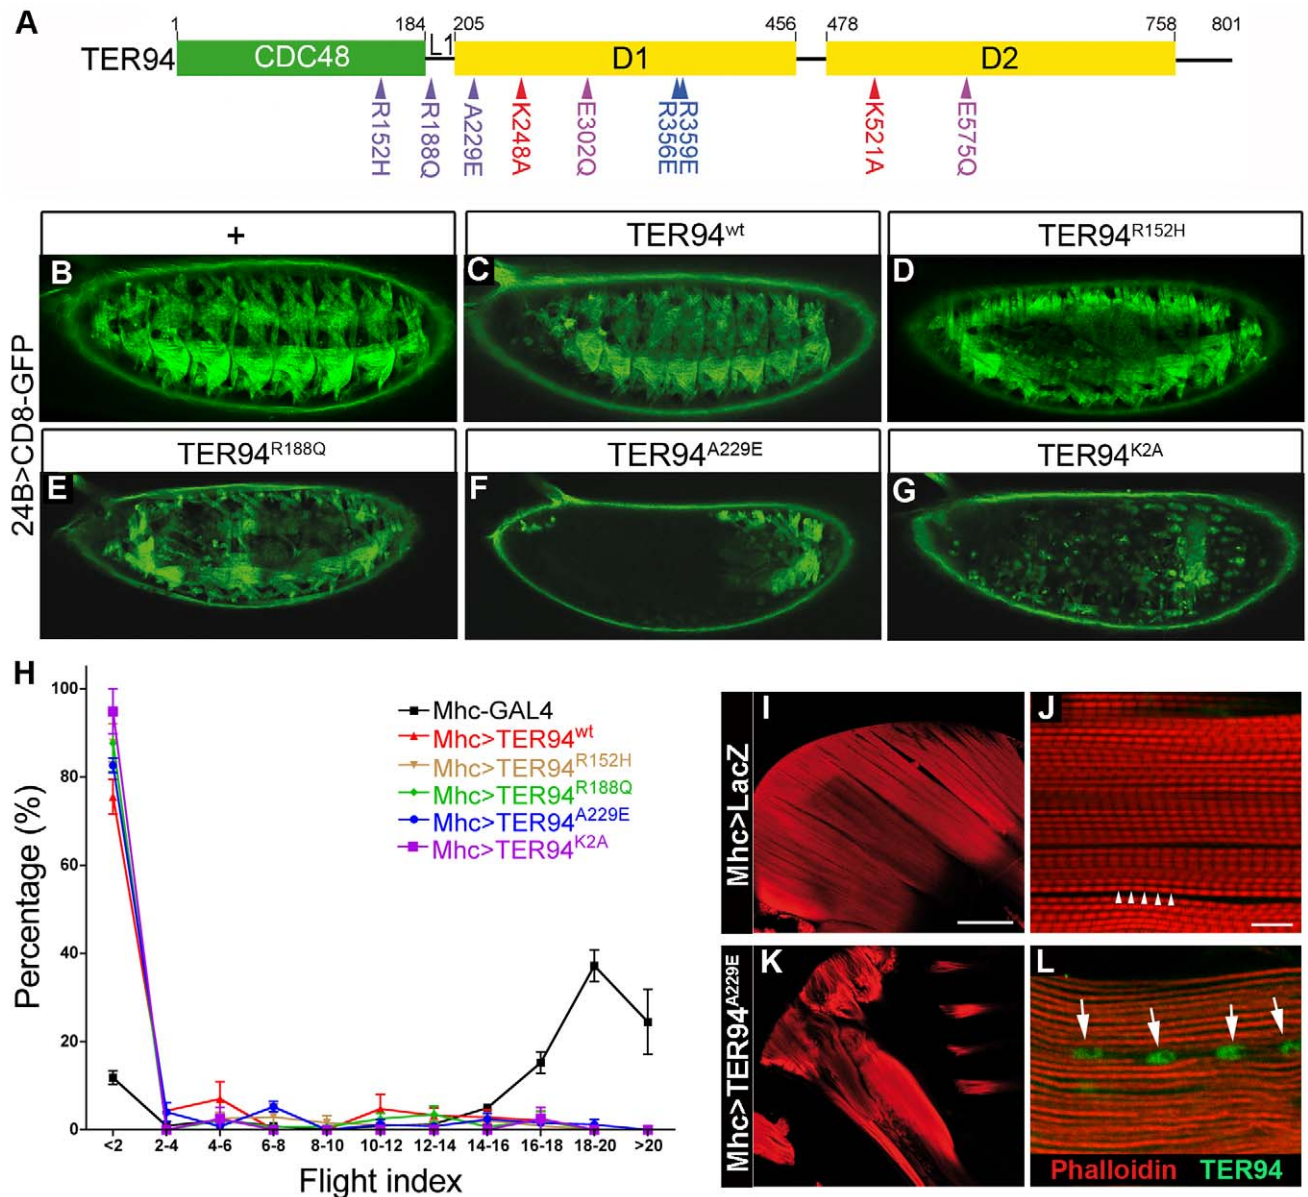 A
1 184 205 456 478 758 801
TER94 CDC48 L1 D1 D2
R152H R188Q A229E K248A E302Q R356E R359E K521A E575Q
+ TER94wt TER94R152H
B C D
24B>CD8-GFP
TER94R188Q TER94A229E TER94K2A
E F G
H
100
80
60
40
20
0
Percentage (%)
Mhc-GAL4
Mhc>TER94wt
Mhc>TER94R152H
Mhc>TER94R188Q
Mhc>TER94A229E
Mhc>TER94K2A
<2 2-4 4-6 6-8 8-10 10-12 12-14 14-16 16-18 18-20 >20
Flight index
Mhc>LacZ
I J
Mhc>TER94A229E
K L
Phalloidin TER94